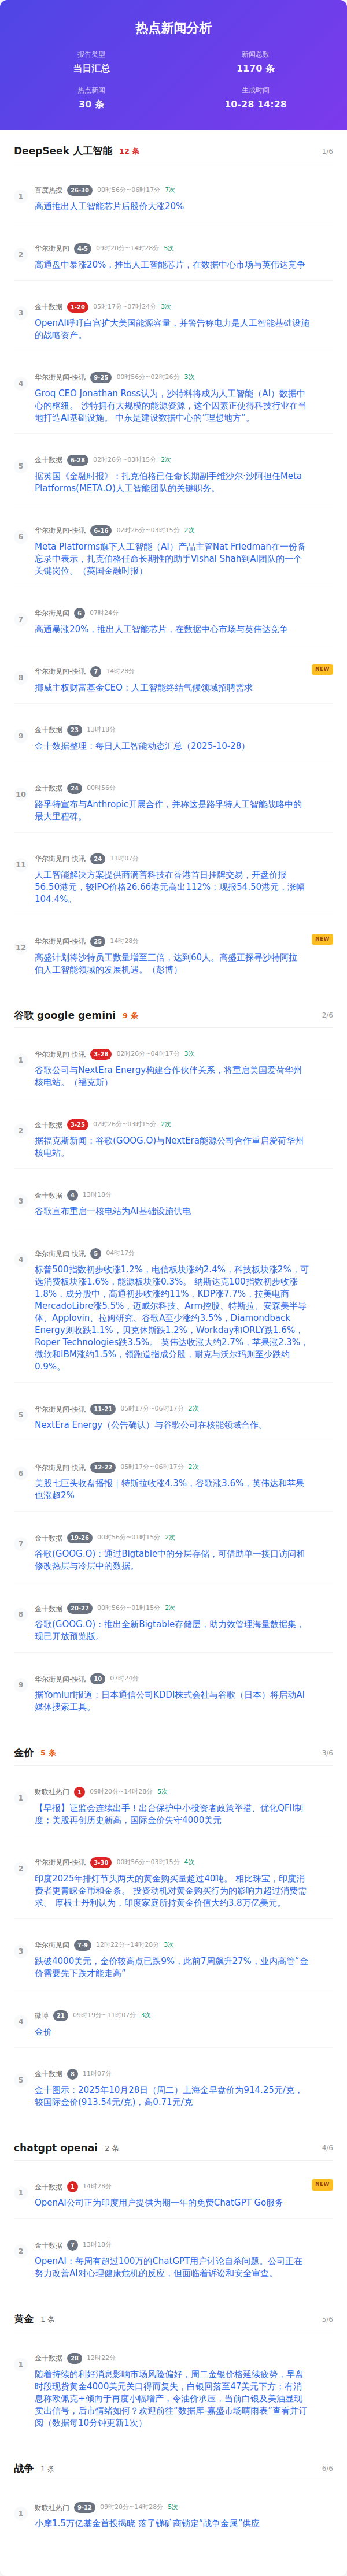 热点新闻分析
报告类型
新闻总数
当日汇总
1170 条
热点新闻
生成时间
30 条
10-28 14:28
DeepSeek 人工智能 12 条 1/6
1
百度热搜 26-30 00时56分~06时17分 7次
高通推出人工智能芯片后股价大涨20%
2
华尔街见闻 4-5 09时20分~14时28分 5次
高通盘中暴涨20%，推出人工智能芯片，在数据中心市场与英伟达竞争
3
金十数据 1-20 05时17分~07时24分 3次
OpenAI呼吁白宫扩大美国能源容量，并警告称电力是人工智能基础设施
的战略资产。
4
华尔街见闻-快讯 9-25 00时56分~02时26分 3次
Groq CEO Jonathan Ross认为，沙特料将成为人工智能（AI）数据中
心的枢纽。 沙特拥有大规模的能源资源，这个因素正使得科技行业在当
地打造AI基础设施。 中东是建设数据中心的“理想地方”。
5
金十数据 6-28 02时26分~03时15分 2次
据英国《金融时报》：扎克伯格已任命长期副手维沙尔·沙阿担任Meta
Platforms(META.O)人工智能团队的关键职务。
6
华尔街见闻-快讯 6-16 02时26分~03时15分 2次
Meta Platforms旗下人工智能（AI）产品主管Nat Friedman在一份备
忘录中表示，扎克伯格任命长期性的助手Vishal Shah到AI团队的一个
关键岗位。（英国金融时报）
7
华尔街见闻 6 07时24分
高通暴涨20%，推出人工智能芯片，在数据中心市场与英伟达竞争
8
华尔街见闻-快讯 7 14时28分
NEW
挪威主权财富基金CEO：人工智能终结气候领域招聘需求
9
金十数据 23 13时18分
金十数据整理：每日人工智能动态汇总（2025-10-28）
10
金十数据 24 00时56分
路孚特宣布与Anthropic开展合作，并称这是路孚特人工智能战略中的
最大里程碑。
11
华尔街见闻-快讯 24 11时07分
人工智能解决方案提供商滴普科技在香港首日挂牌交易，开盘价报
56.50港元，较IPO价格26.66港元高出112%；现报54.50港元，涨幅
104.4%。
12
华尔街见闻-快讯 25 14时28分
NEW
高盛计划将沙特员工数量增至三倍，达到60人。高盛正探寻沙特阿拉
伯人工智能领域的发展机遇。（彭博）
谷歌 google gemini 9 条 2/6
1
华尔街见闻-快讯 3-28 02时26分~04时17分 3次
谷歌公司与NextEra Energy构建合作伙伴关系，将重启美国爱荷华州
核电站。（福克斯）
2
金十数据 3-25 02时26分~03时15分 2次
据福克斯新闻：谷歌(GOOG.O)与NextEra能源公司合作重启爱荷华州
核电站。
3
金十数据 4 13时18分
谷歌宣布重启一核电站为AI基础设施供电
4
华尔街见闻-快讯 5 04时17分
标普500指数初步收涨1.2%，电信板块涨约2.4%，科技板块涨2%，可
选消费板块涨1.6%，能源板块涨0.3%。 纳斯达克100指数初步收涨
1.8%，成分股中，高通初步收涨约11%，KDP涨7.7%，拉美电商
MercadoLibre涨5.5%，迈威尔科技、Arm控股、特斯拉、安森美半导
体、Applovin、拉姆研究、谷歌A至少涨约3.5%，Diamondback
Energy则收跌1.1%，贝克休斯跌1.2%，Workday和ORLY跌1.6%，
Roper Technologies跌3.5%。 英伟达收涨大约2.7%，苹果涨2.3%，
微软和IBM涨约1.5%，领跑道指成分股，耐克与沃尔玛则至少跌约
0.9%。
5
华尔街见闻-快讯 11-21 05时17分~06时17分 2次
NextEra Energy（公告确认）与谷歌公司在核能领域合作。
6
华尔街见闻-快讯 12-22 05时17分~06时17分 2次
美股七巨头收盘播报｜特斯拉收涨4.3%，谷歌涨3.6%，英伟达和苹果
也涨超2%
7
金十数据 19-26 00时56分~01时15分 2次
谷歌(GOOG.O)：通过Bigtable中的分层存储，可借助单一接口访问和
修改热层与冷层中的数据。
8
金十数据 20-27 00时56分~01时15分 2次
谷歌(GOOG.O)：推出全新Bigtable存储层，助力效管理海量数据集，
现已开放预览版。
9
华尔街见闻-快讯 10 07时24分
据Yomiuri报道：日本通信公司KDDI株式会社与谷歌（日本）将启动AI
媒体搜索工具。
金价 5 条 3/6
1
财联社热门 1 09时20分~14时28分 5次
【早报】证监会连续出手！出台保护中小投资者政策举措、优化QFII制
度；美股再创历史新高，国际金价失守4000美元
2
华尔街见闻-快讯 3-30 00时56分~03时15分 4次
印度2025年排灯节头两天的黄金购买量超过40吨。 相比珠宝，印度消
费者更青睐金币和金条。 投资动机对黄金购买行为的影响力超过消费需
求。 摩根士丹利认为，印度家庭所持黄金价值大约3.8万亿美元。
3
华尔街见闻 7-9 12时22分~14时28分 3次
跌破4000美元，金价较高点已跌9%，此前7周飙升27%，业内高管“金
价需要先下跌才能走高”
4
微博 21 09时19分~11时07分 3次
金价
5
金十数据 8 11时07分
金十图示：2025年10月28日（周二）上海金早盘价为914.25元/克，
较国际金价(913.54元/克)，高0.71元/克
chatgpt openai 2 条 4/6
1
金十数据 1 14时28分
NEW
OpenAI公司正为印度用户提供为期一年的免费ChatGPT Go服务
2
金十数据 7 13时18分
OpenAI：每周有超过100万的ChatGPT用户讨论自杀问题。公司正在
努力改善AI对心理健康危机的反应，但面临着诉讼和安全审查。
黄金 1 条 5/6
1
金十数据 28 12时22分
随着持续的利好消息影响市场风险偏好，周二金银价格延续疲势，早盘
时段现货黄金4000美元关口得而复失，白银回落至47美元下方；有消
息称欧佩克+倾向于再度小幅增产，令油价承压，当前白银及美油显现
卖出信号，后市情绪如何？欢迎前往“数据库-嘉盛市场晴雨表”查看并订
阅（数据每10分钟更新1次）
战争 1 条 6/6
1
财联社热门 9-12 09时20分~14时28分 5次
小摩1.5万亿基金首投揭晓 落子锑矿商锁定“战争金属”供应